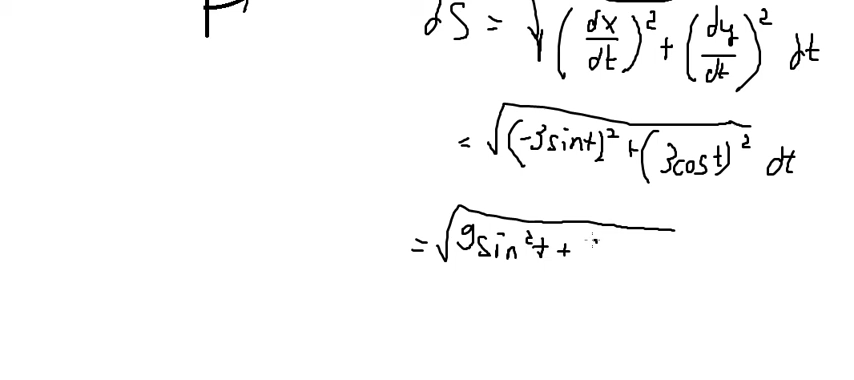 dS = √((dx/dt)² + (dy/dt)²) dt
= √((-3sint)² + (3cost)²) dt
= √(9sin²t +